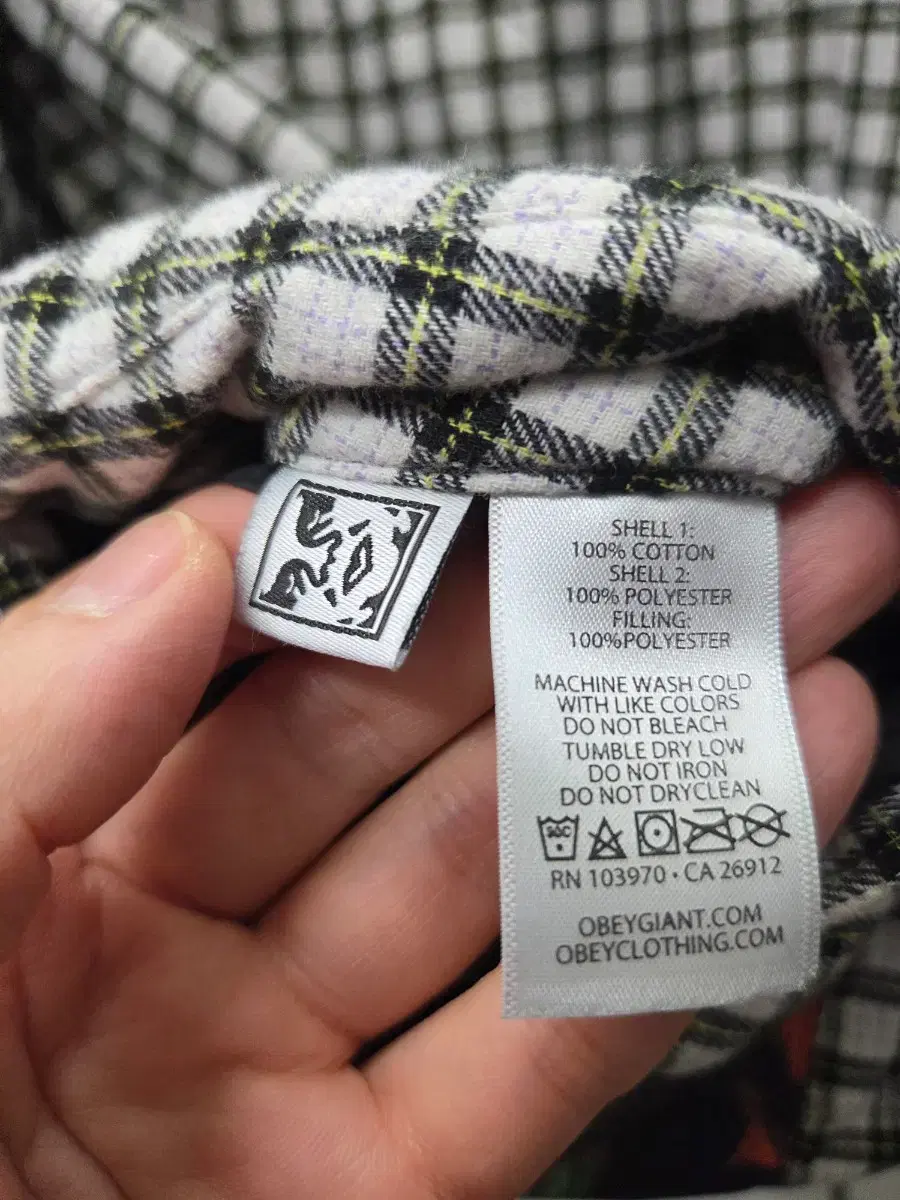 SHELL 1:
100% COTTON
SHELL 2:
100% POLYESTER
FILLING:
100%POLYESTER
MACHINE WASH COLD
WITH LIKE COLORS
DO NOT BLEACH
TUMBLE DRY LOW
DO NOT IRON
DO NOT DRYCLEAN
RN 103970 · CA 26912
OBEYGIANT.COM
OBEYCLOTHING.COM